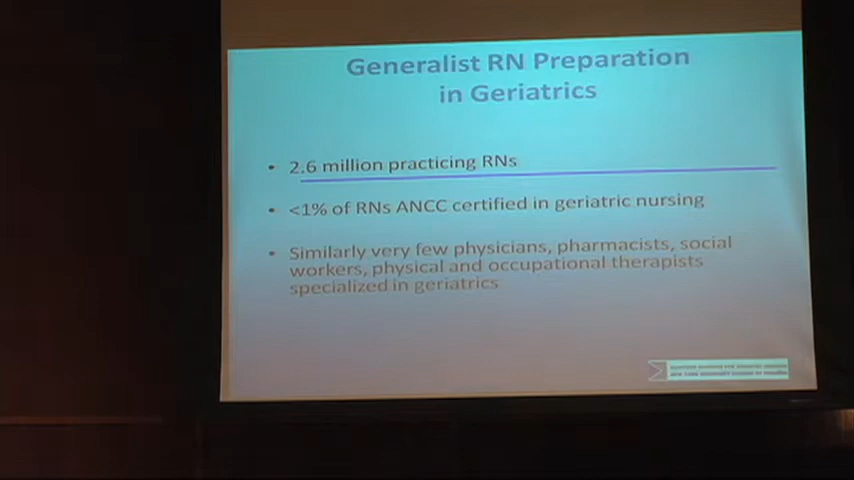 Generalist RN Preparation
in Geriatrics
• 2.6 million practicing RNs
• <1% of RNs ANCC certified in geriatric nursing
• Similarly very few physicians, pharmacists, social
workers, physical and occupational therapists
specialized in geriatrics